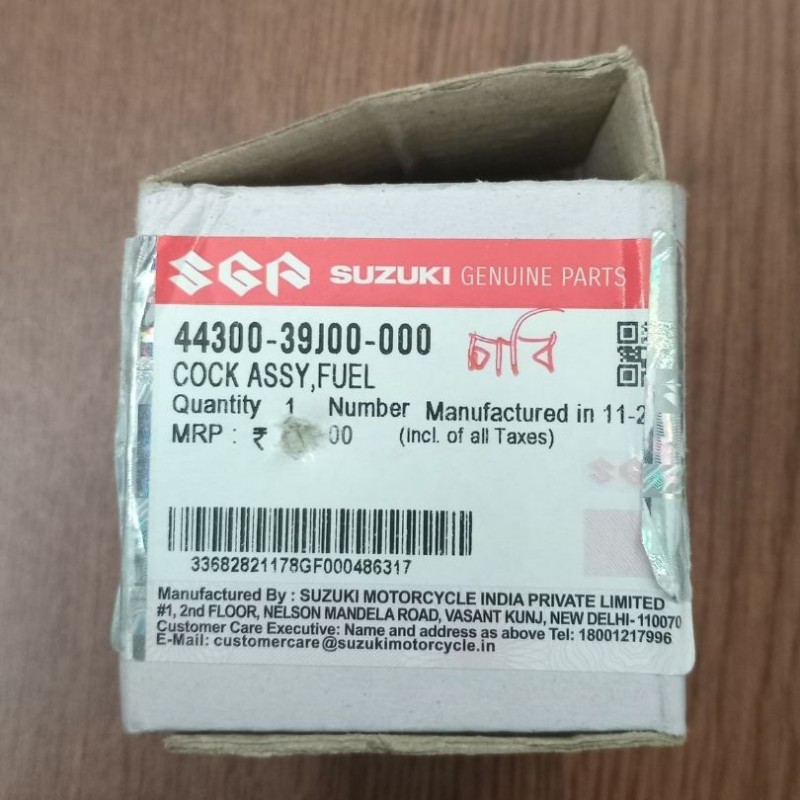 SGP SUZUKI GENUINE PARTS
44300-39J00-000 চাবি
COCK ASSY,FUEL
Quantity 1 Number Manufactured in 11-2
MRP : ₹ 00 (Incl. of all Taxes)
SG
33682821178GF000486317
Manufactured By : SUZUKI MOTORCYCLE INDIA PRIVATE LIMITED
#1, 2nd FLOOR, NELSON MANDELA ROAD, VASANT KUNJ, NEW DELHI-110070
Customer Care Executive: Name and address as above Tel: 18001217996
E-Mail: customercare@suzukimotorcycle.in